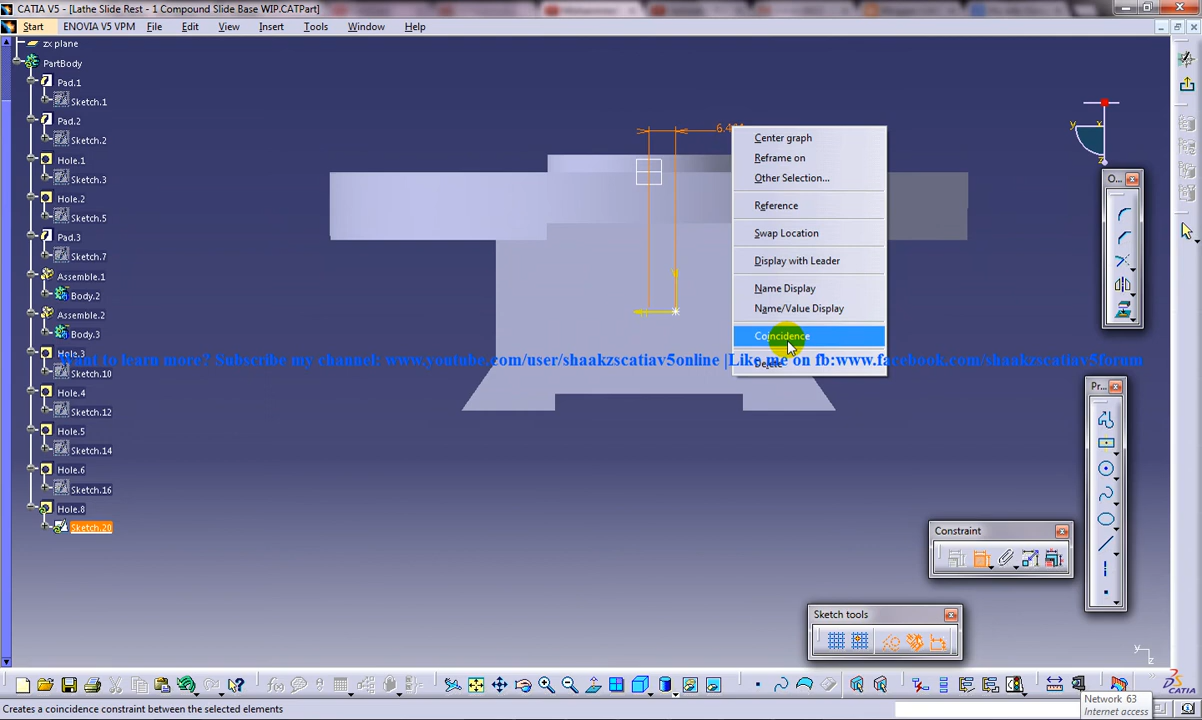 CATIA V5 - [Lathe Slide Rest - 1 Compound Slide Base WIP.CATPart]
Start ENOVIA V5 VPM File Edit Insert Tools Window Help
zx plane
PartBody
Pad.1
Sketch.1
Pad.2
Sketch.2
Hole.1
Sketch.3
Hole.2
Sketch.5
Pad.3
Sketch.7
Assemble.1
Body.2
Assemble.2
Body.3
Hole.3
Sketch.10
Hole.4
Sketch.12
Hole.5
Sketch.14
Hole.6
Sketch.16
Hole.8
Sketch.20
Center graph
Reframe on
Other Selection...
Reference
Swap Location
Display with Leader
Name Display
Name/Value Display
Coincidence
Delete
Want to learn more? Subscribe my channel: www.youtube.com/user/shaakzscatiav5online |Like me on fb:www.facebook.com/shaakzscatiav5forum
y x
z
O...
Pr...
Constraint
Sketch tools
y
z
Network 63
Internet access
CATIA
Creates a coincidence constraint between the selected elements